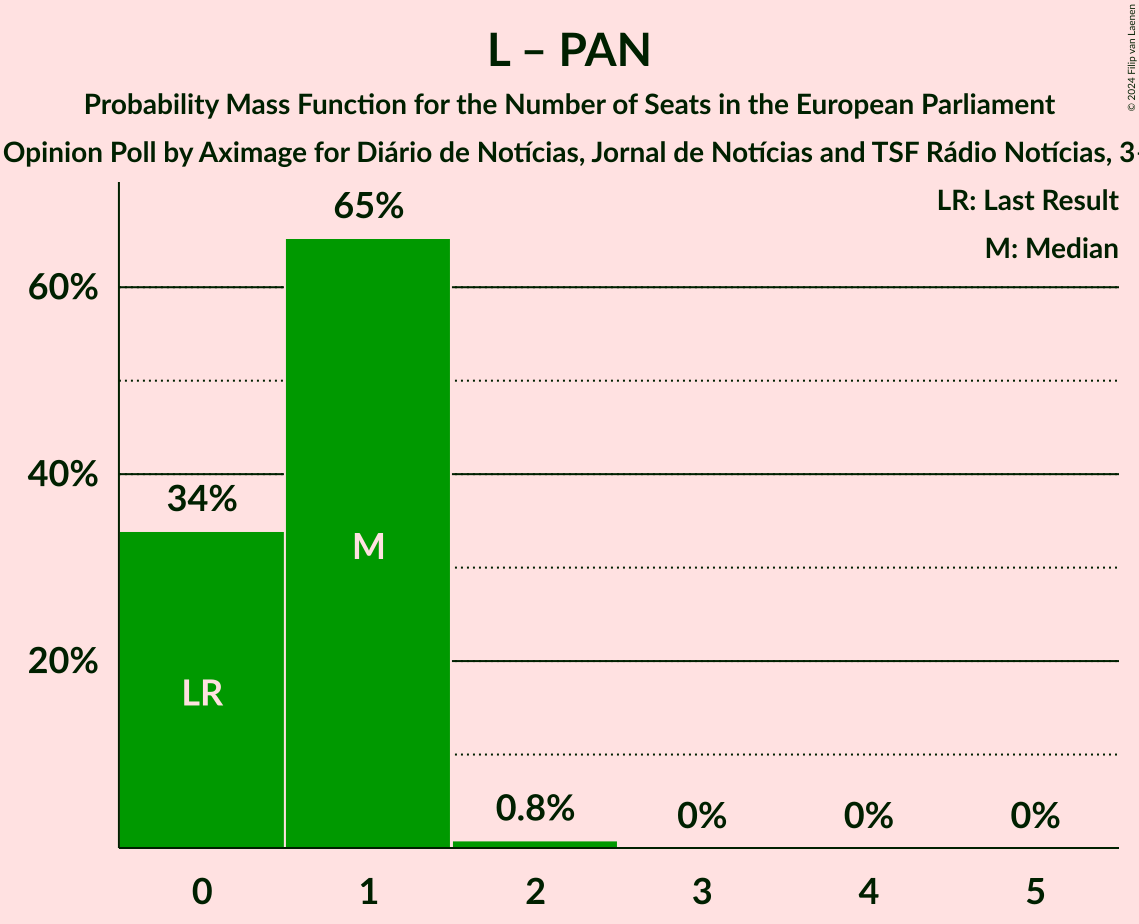 L – PAN
Probability Mass Function for the Number of Seats in the European Parliament
Opinion Poll by Aximage for Diário de Notícias, Jornal de Notícias and TSF Rádio Notícias, 3-
© 2024 Filip van Laenen
LR: Last Result
M: Median
65%
60%
40%
34%
M
20%
LR
0.8%
0%
0%
0%
0
1
2
3
4
5